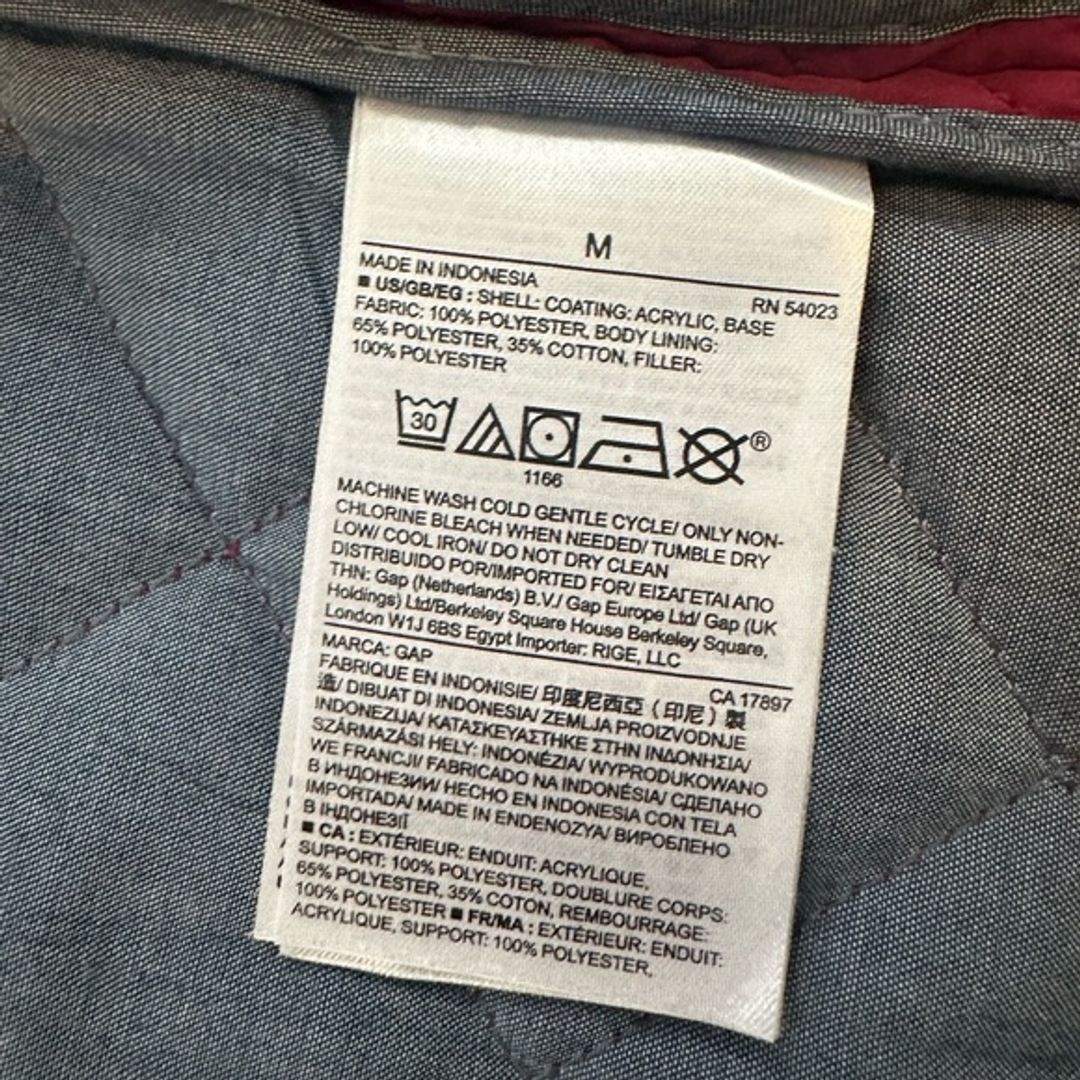 M
MADE IN INDONESIA
RN 54023
■ US/GB/EG : SHELL: COATING: ACRYLIC, BASE
FABRIC: 100% POLYESTER, BODY LINING:
65% POLYESTER, 35% COTTON, FILLER:
100% POLYESTER
30
®
1166
MACHINE WASH COLD GENTLE CYCLE/ ONLY NON-
CHLORINE BLEACH WHEN NEEDED/ TUMBLE DRY
LOW/ COOL IRON/ DO NOT DRY CLEAN
DISTRIBUIDO POR/IMPORTED FOR/ ΕΙΣΑΓΕΤΑΙ ΑΠΟ
ΤΗΝ: Gap (Netherlands) B.V./ Gap Europe Ltd/ Gap (UK
Holdings) Ltd/Berkeley Square House Berkeley Square,
London W1J 6BS Egypt Importer: RIGE, LLC
MARCA: GAP
CA 17897
FABRIQUE EN INDONISIE/ 印度尼西亞（印尼）製
造/ DIBUAT DI INDONESIA/ ZEMLJA PROIZVODNJE
INDONEZIJA/ ΚΑΤΑΣΚΕΥΑΣΤΗΚΕ ΣΤΗΝ ΙΝΔΟΝΗΣΙΑ/
SZÁRMAZÁSI HELY: INDONÉZIA/ WYPRODUKOWANO
WE FRANCJI/ FABRICADO NA INDONÉSIA/ СДЕЛАНО
В ИНДОНЕЗИИ/ HECHO EN INDONESIA CON TELA
IMPORTADA/ MADE IN ENDENOZYA/ ВИРОБЛЕНО
В ІНДОНЕЗІЇ
■ CA : EXTÉRIEUR: ENDUIT: ACRYLIQUE,
SUPPORT: 100% POLYESTER, DOUBLURE CORPS:
65% POLYESTER, 35% COTON, REMBOURRAGE:
100% POLYESTER ■ FR/MA : EXTÉRIEUR: ENDUIT:
ACRYLIQUE, SUPPORT: 100% POLYESTER,